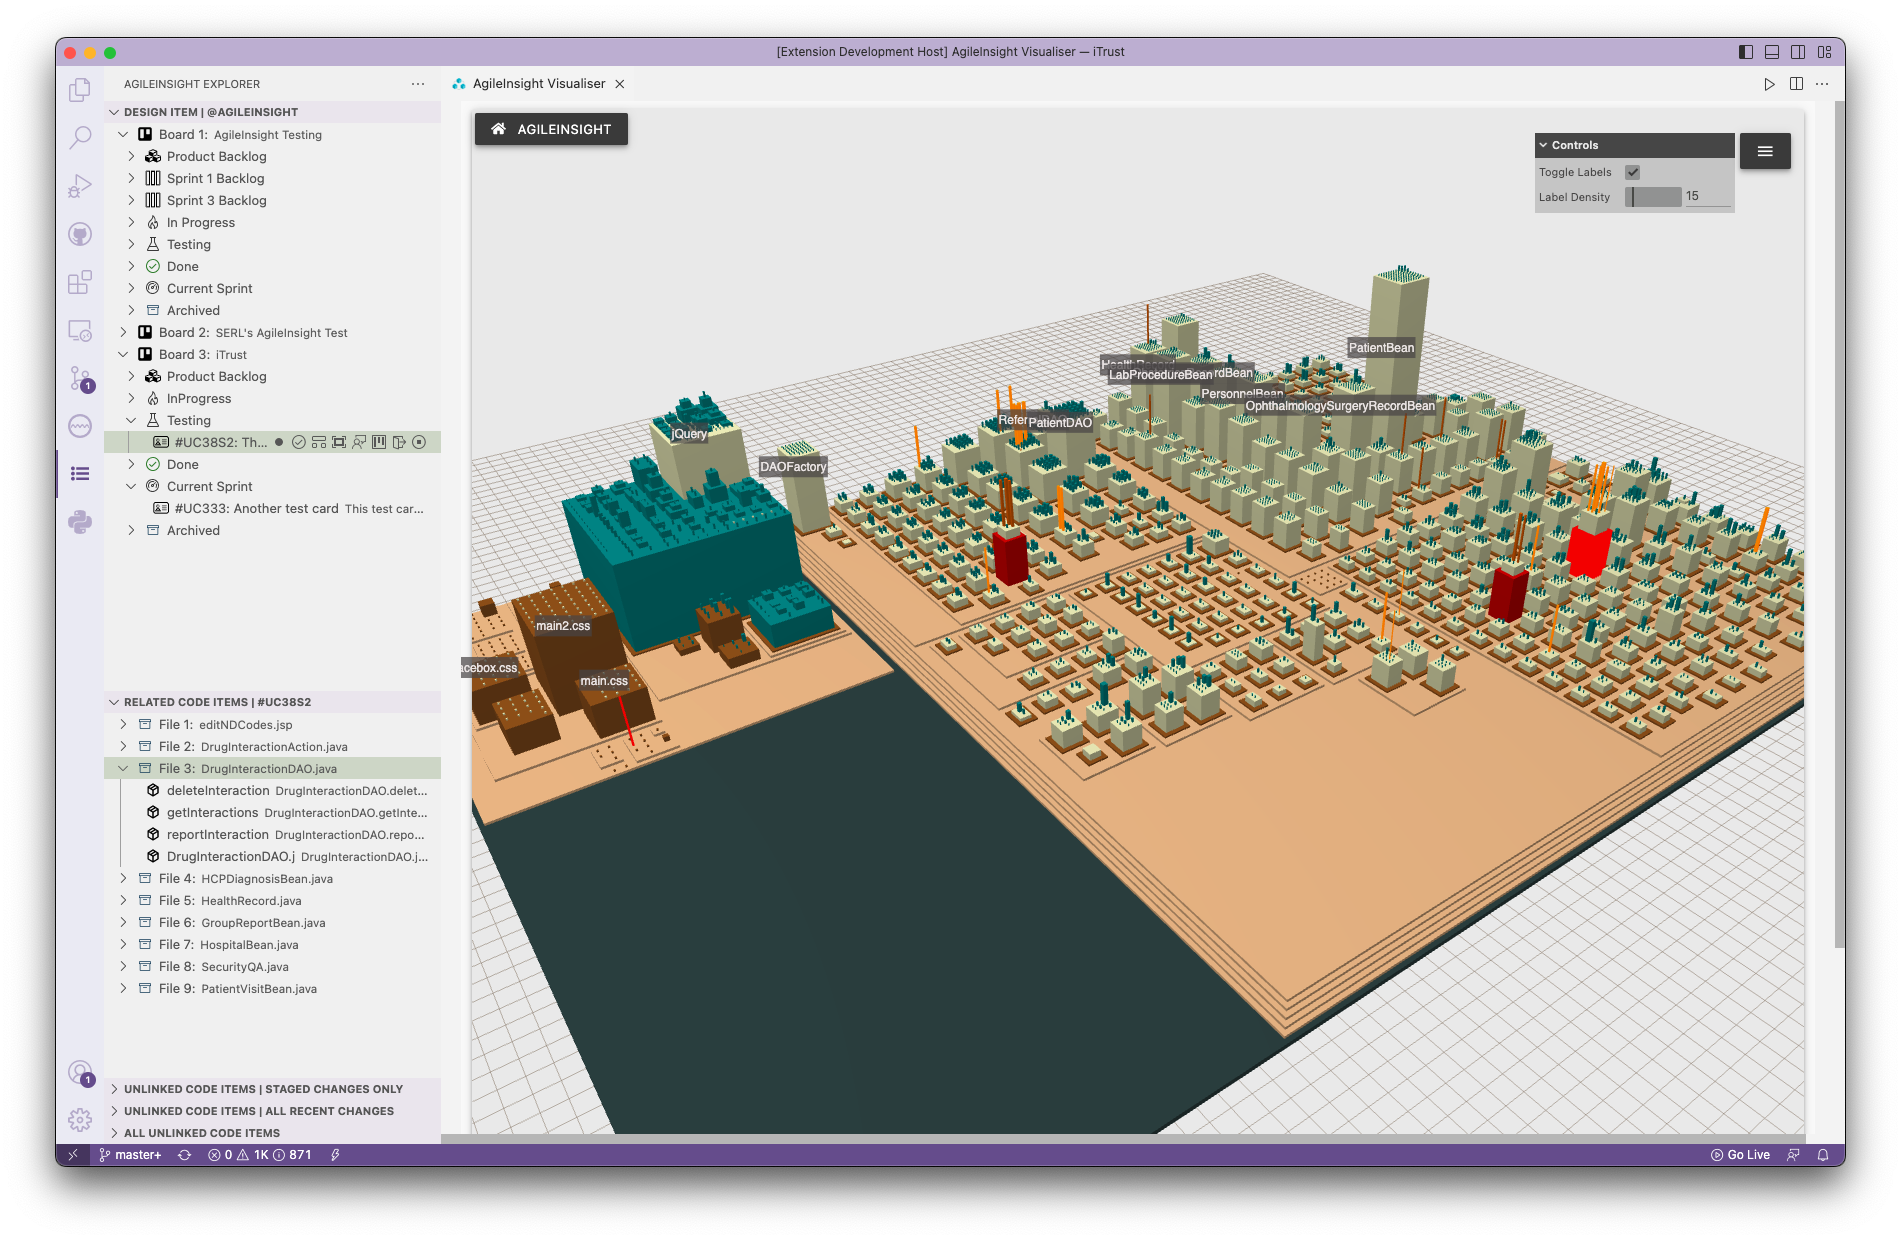 [Extension Development Host] AgileInsight Visualiser — iTrust
AGILEINSIGHT EXPLORER
DESIGN ITEM | @AGILEINSIGHT
Board 1: AgileInsight Testing
Product Backlog
Sprint 1 Backlog
Sprint 3 Backlog
In Progress
Testing
Done
Current Sprint
Archived
Board 2: SERL's AgileInsight Test
Board 3: iTrust
Product Backlog
InProgress
Testing
#UC38S2: Th...
Done
Current Sprint
#UC333: Another test card This test car...
Archived
RELATED CODE ITEMS | #UC38S2
File 1: editNDCodes.jsp
File 2: DrugInteractionAction.java
File 3: DrugInteractionDAO.java
deleteInteraction DrugInteractionDAO.delet...
getInteractions DrugInteractionDAO.getInte...
reportInteraction DrugInteractionDAO.repo...
DrugInteractionDAO.j DrugInteractionDAO.j...
File 4: HCPDiagnosisBean.java
File 5: HealthRecord.java
File 6: GroupReportBean.java
File 7: HospitalBean.java
File 8: SecurityQA.java
File 9: PatientVisitBean.java
UNLINKED CODE ITEMS | STAGED CHANGES ONLY
UNLINKED CODE ITEMS | ALL RECENT CHANGES
ALL UNLINKED CODE ITEMS
1
1
AgileInsight Visualiser
AGILEINSIGHT
Controls
Toggle Labels
Label Density 15
PatientBean
LabProcedureBean
rdBean
PersonnelBean
OphthalmologySurgeryRecordBean
Refer
PatientDAO
jQuery
DAOFactory
main2.css
acebox.css
main.css
master+ 0 1K 871
Go Live